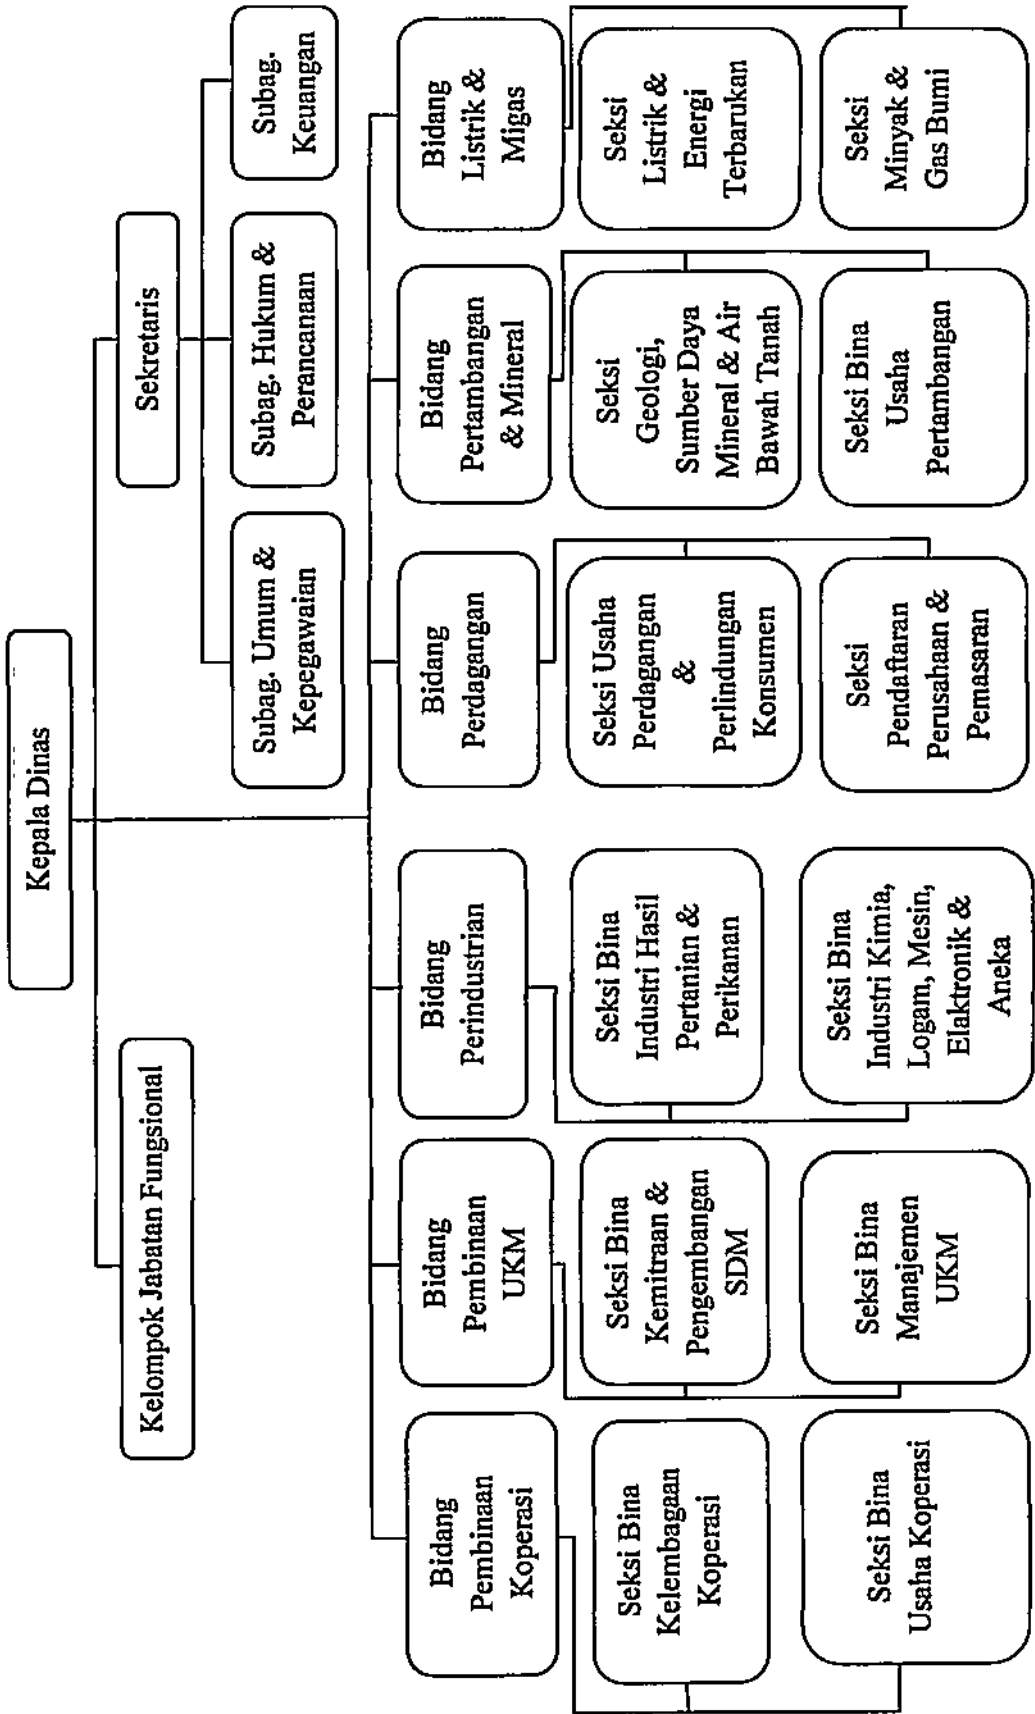 Kepala Dinas
Kelompok Jabatan Fungsional
Sekretaris
Subag. Umum &
Kepegawaian
Subag. Hukum &
Perancanaan
Subag.
Keuangan
Bidang
Pembinaan
Koperasi
Bidang
Pembinaan
UKM
Bidang
Perindustrian
Bidang
Perdagangan
Bidang
Pertambangan
& Mineral
Bidang
Listrik &
Migas
Seksi Bina
Kelembagaan
Koperasi
Seksi Bina
Kemitraan &
Pengembangan
SDM
Seksi Bina
Industri Hasil
Pertanian &
Perikanan
Seksi Usaha
Perdagangan
&
Perlindungan
Konsumen
Seksi
Geologi,
Sumber Daya
Mineral & Air
Bawah Tanah
Seksi
Listrik &
Energi
Terbarukan
Seksi Bina
Usaha Koperasi
Seksi Bina
Manajemen
UKM
Seksi Bina
Industri Kimia,
Logam, Mesin,
Elaktronik &
Aneka
Seksi
Pendaftaran
Perusahaan &
Pemasaran
Seksi Bina
Usaha
Pertambangan
Seksi
Minyak &
Gas Bumi